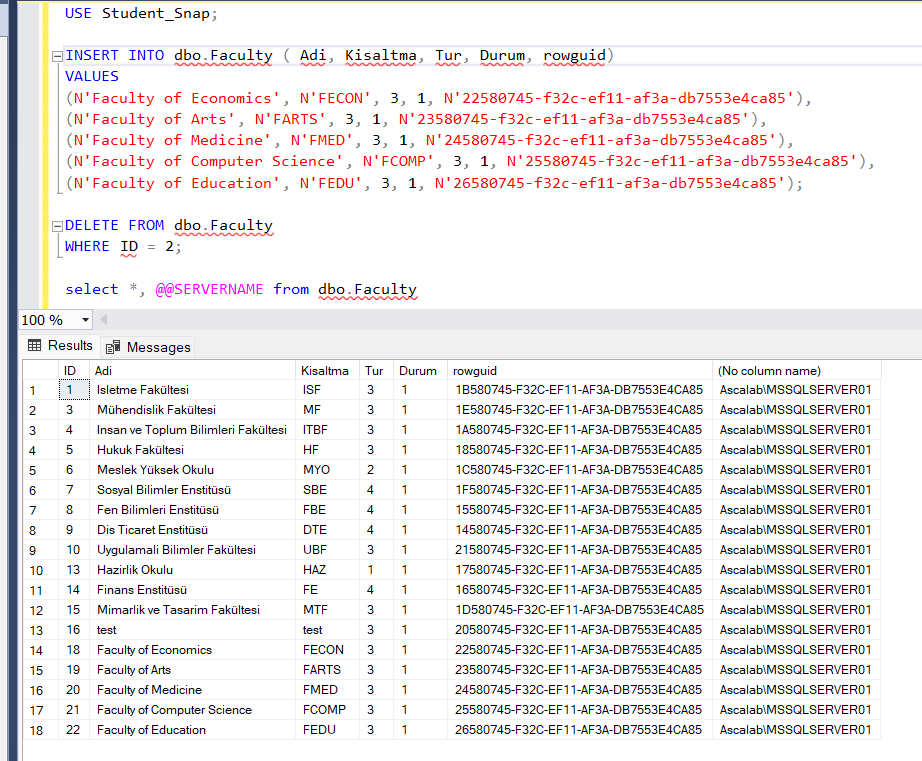 USE Student_Snap;
INSERT INTO dbo.Faculty ( Adi, Kisaltma, Tur, Durum, rowguid)
VALUES
(N'Faculty of Economics', N'FECON', 3, 1, N'22580745-f32c-ef11-af3a-db7553e4ca85'),
(N'Faculty of Arts', N'FARTS', 3, 1, N'23580745-f32c-ef11-af3a-db7553e4ca85'),
(N'Faculty of Medicine', N'FMED', 3, 1, N'24580745-f32c-ef11-af3a-db7553e4ca85'),
(N'Faculty of Computer Science', N'FCOMP', 3, 1, N'25580745-f32c-ef11-af3a-db7553e4ca85'),
(N'Faculty of Education', N'FEDU', 3, 1, N'26580745-f32c-ef11-af3a-db7553e4ca85');
DELETE FROM dbo.Faculty
WHERE ID = 2;
select *, @@SERVERNAME from dbo.Faculty
100 %
Results Messages
ID Adi Kisaltma Tur Durum rowguid (No column name)
1 1 Isletme Fakültesi ISF 3 1 1B580745-F32C-EF11-AF3A-DB7553E4CA85 Ascalab\MSSQLSERVER01
2 3 Mühendislik Fakültesi MF 3 1 1E580745-F32C-EF11-AF3A-DB7553E4CA85 Ascalab\MSSQLSERVER01
3 4 Insan ve Toplum Bilimleri Fakültesi ITBF 3 1 1A580745-F32C-EF11-AF3A-DB7553E4CA85 Ascalab\MSSQLSERVER01
4 5 Hukuk Fakültesi HF 3 1 18580745-F32C-EF11-AF3A-DB7553E4CA85 Ascalab\MSSQLSERVER01
5 6 Meslek Yüksek Okulu MYO 2 1 1C580745-F32C-EF11-AF3A-DB7553E4CA85 Ascalab\MSSQLSERVER01
6 7 Sosyal Bilimler Enstitüsü SBE 4 1 1F580745-F32C-EF11-AF3A-DB7553E4CA85 Ascalab\MSSQLSERVER01
7 8 Fen Bilimleri Enstitüsü FBE 4 1 15580745-F32C-EF11-AF3A-DB7553E4CA85 Ascalab\MSSQLSERVER01
8 9 Dis Ticaret Enstitüsü DTE 4 1 14580745-F32C-EF11-AF3A-DB7553E4CA85 Ascalab\MSSQLSERVER01
9 10 Uygulamali Bilimler Fakültesi UBF 3 1 21580745-F32C-EF11-AF3A-DB7553E4CA85 Ascalab\MSSQLSERVER01
10 13 Hazirlik Okulu HAZ 1 1 17580745-F32C-EF11-AF3A-DB7553E4CA85 Ascalab\MSSQLSERVER01
11 14 Finans Enstitüsü FE 4 1 16580745-F32C-EF11-AF3A-DB7553E4CA85 Ascalab\MSSQLSERVER01
12 15 Mimarlik ve Tasarim Fakültesi MTF 3 1 1D580745-F32C-EF11-AF3A-DB7553E4CA85 Ascalab\MSSQLSERVER01
13 16 test test 3 1 20580745-F32C-EF11-AF3A-DB7553E4CA85 Ascalab\MSSQLSERVER01
14 18 Faculty of Economics FECON 3 1 22580745-F32C-EF11-AF3A-DB7553E4CA85 Ascalab\MSSQLSERVER01
15 19 Faculty of Arts FARTS 3 1 23580745-F32C-EF11-AF3A-DB7553E4CA85 Ascalab\MSSQLSERVER01
16 20 Faculty of Medicine FMED 3 1 24580745-F32C-EF11-AF3A-DB7553E4CA85 Ascalab\MSSQLSERVER01
17 21 Faculty of Computer Science FCOMP 3 1 25580745-F32C-EF11-AF3A-DB7553E4CA85 Ascalab\MSSQLSERVER01
18 22 Faculty of Education FEDU 3 1 26580745-F32C-EF11-AF3A-DB7553E4CA85 Ascalab\MSSQLSERVER01